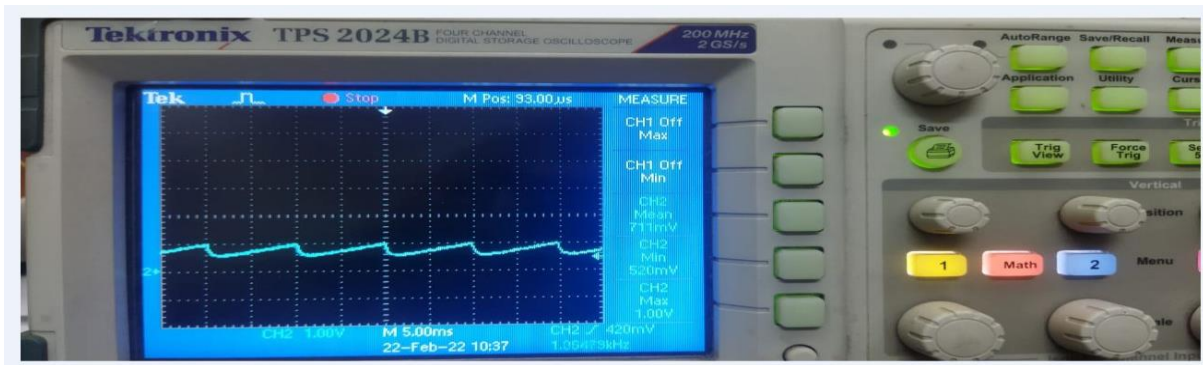 Tektronix TPS 2024B FOUR CHANNEL DIGITAL STORAGE OSCILLOSCOPE 200 MHz 2 GS/s
Tek Stop M Pos: 93.00µs MEASURE
CH1 Off
Max
CH1 Off
Min
CH2
Mean
711mV
CH2
Min
520mV
CH2
Max
1.00V
2
CH2 1.00V M 5.00ms CH2 420mV
22-Feb-22 10:37
AutoRange Save/Recall
Application Utility
Save
Trig View
Force Trig
Vertical
1 Math 2 Menu